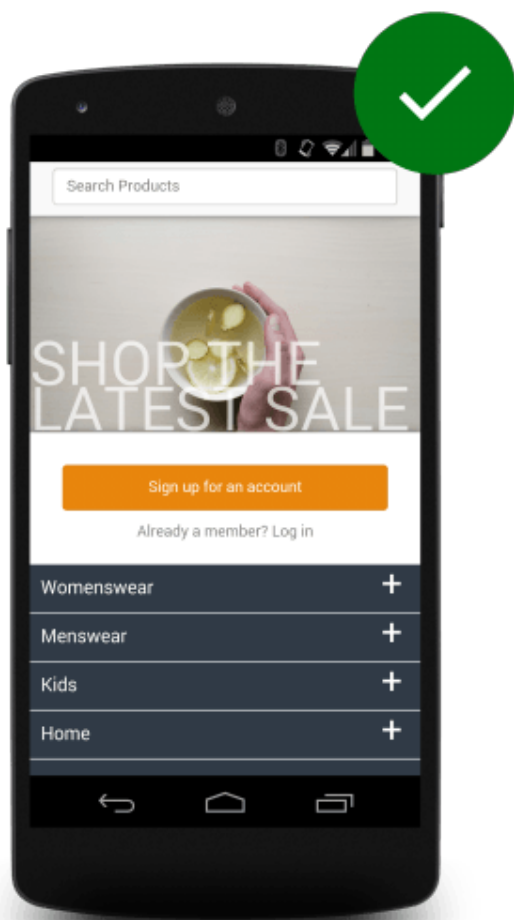 Search Products
SHOP THE
LATEST SALE
Sign up for an account
Already a member? Log in
Womenswear
Menswear
Kids
Home